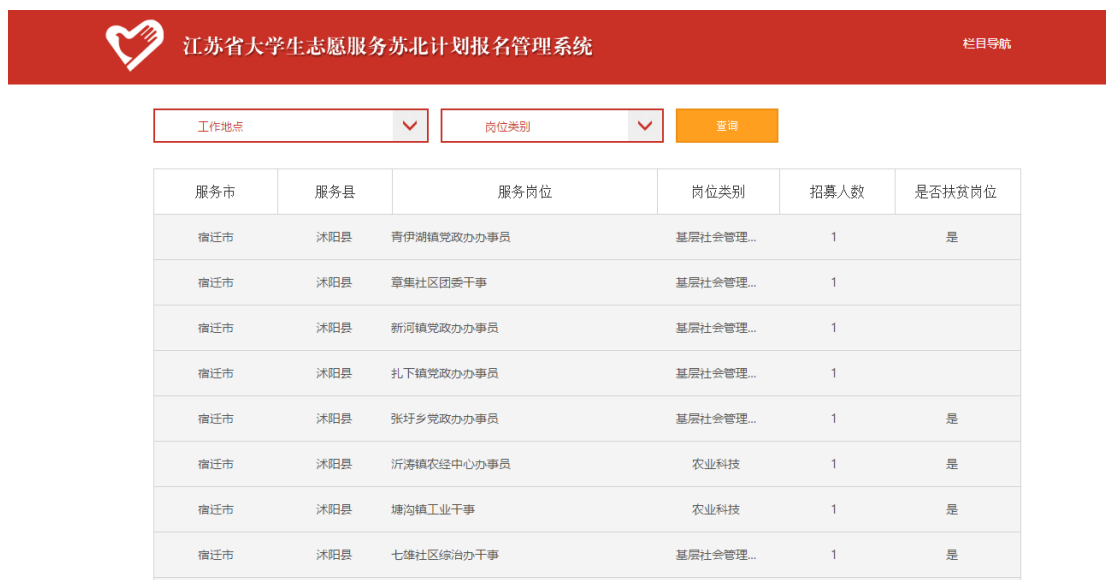 江苏省大学生志愿服务苏北计划报名管理系统 栏目导航
工作地点 岗位类别 查询
服务市 服务县 服务岗位 岗位类别 招募人数 是否扶贫岗位
宿迁市 沭阳县 青伊湖镇党政办办事员 基层社会管理... 1 是
宿迁市 沭阳县 章集社区团委干事 基层社会管理... 1
宿迁市 沭阳县 新河镇党政办办事员 基层社会管理... 1
宿迁市 沭阳县 扎下镇党政办办事员 基层社会管理... 1
宿迁市 沭阳县 张圩乡党政办办事员 基层社会管理... 1 是
宿迁市 沭阳县 沂涛镇农经中心办事员 农业科技 1 是
宿迁市 沭阳县 塘沟镇工业干事 农业科技 1 是
宿迁市 沭阳县 七雄社区综治办干事 基层社会管理... 1 是